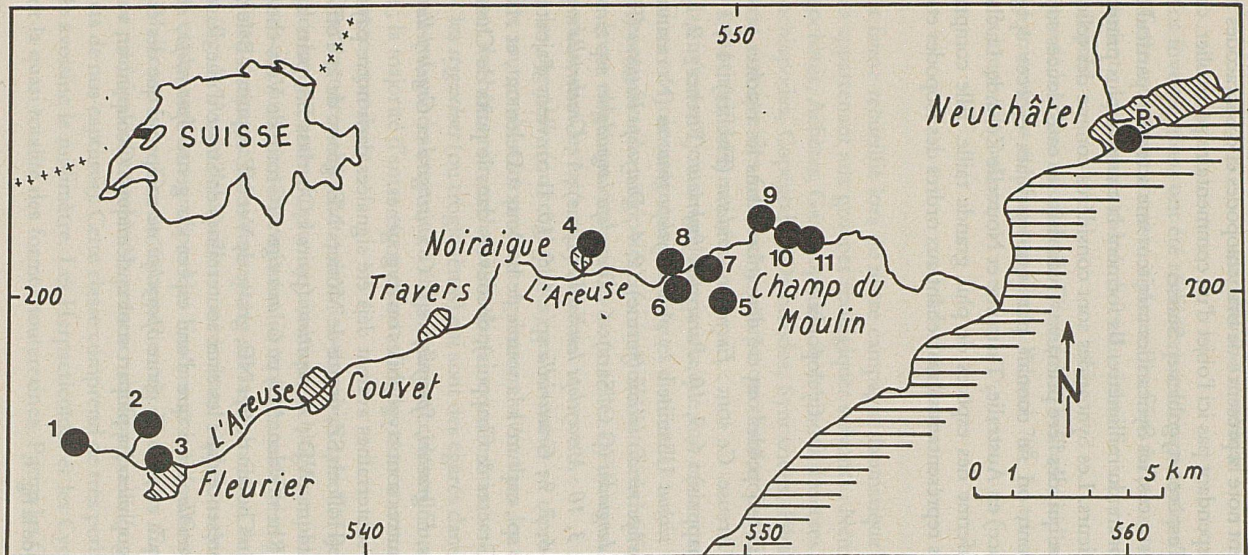 550
Neuchâtel
P.
SUISSE
9
4
8
Noiraigue
10
11
7
Travers
L'Areuse
6
5
Champ du
Moulin
200
200
N
L'Areuse
Couvet
2
1
3
Fleurier
0 1 5 km
540
550
560